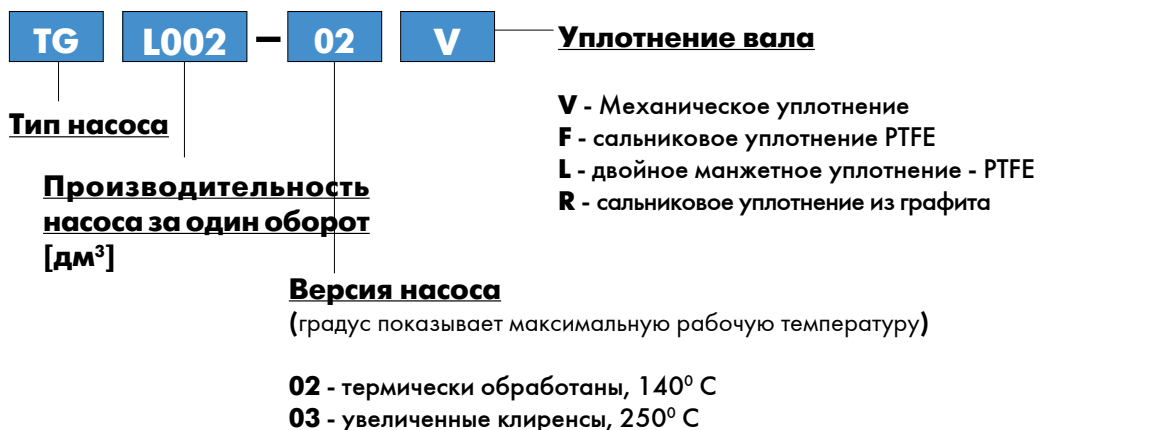 TG L002 – 02 V
Уплотнение вала
V - Механическое уплотнение
F - сальниковое уплотнение PTFE
L - двойное манжетное уплотнение - PTFE
R - сальниковое уплотнение из графита
Тип насоса
Производительность
насоса за один оборот
[дм³]
Версия насоса
(градус показывает максимальную рабочую температуру)
02 - термически обработаны, 140⁰ C
03 - увеличенные клиренсы, 250⁰ C